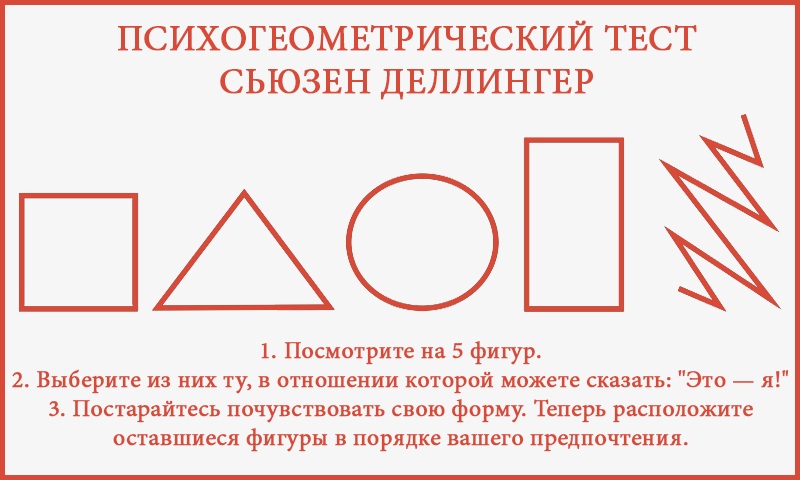 ПСИХОГЕОМЕТРИЧЕСКИЙ ТЕСТ
СЬЮЗЕН ДЕЛЛИНГЕР
1. Посмотрите на 5 фигур.
2. Выберите из них ту, в отношении которой можете сказать: "Это — я!"
3. Постарайтесь почувствовать свою форму. Теперь расположите
оставшиеся фигуры в порядке вашего предпочтения.